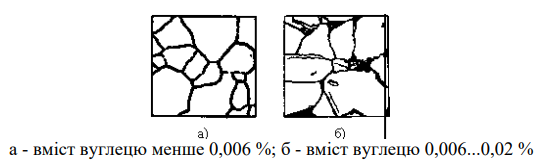 а) б)
а - вміст вуглецю менше 0,006 %; б - вміст вуглецю 0,006...0,02 %